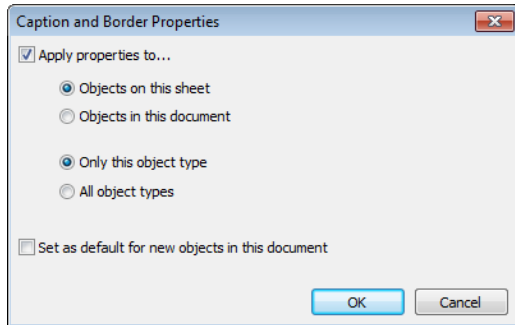 Caption and Border Properties
Apply properties to...
Objects on this sheet
Objects in this document
Only this object type
All object types
Set as default for new objects in this document
OK Cancel